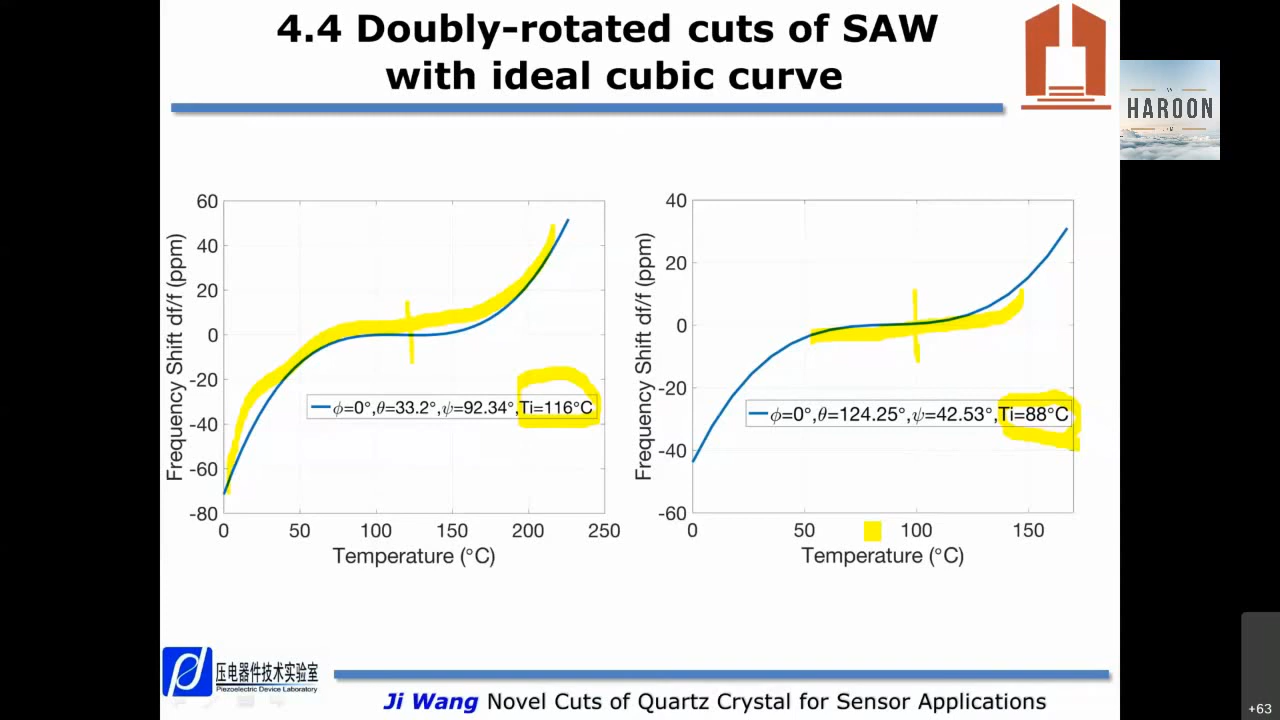 4.4 Doubly-rotated cuts of SAW
with ideal cubic curve
HAROON
Frequency Shift df/f (ppm)
60
40
20
0
-20
-40
-60
-80
0 50 100 150 200 250
Temperature (°C)
ϕ=0°,θ=33.2°,ψ=92.34°,Ti=116°C
Frequency Shift df/f (ppm)
40
20
0
-20
-40
-60
0 50 100 150
Temperature (°C)
ϕ=0°,θ=124.25°,ψ=42.53°,Ti=88°C
压电器件技术实验室
Piezoelectric Device Laboratory
Ji Wang Novel Cuts of Quartz Crystal for Sensor Applications
+63